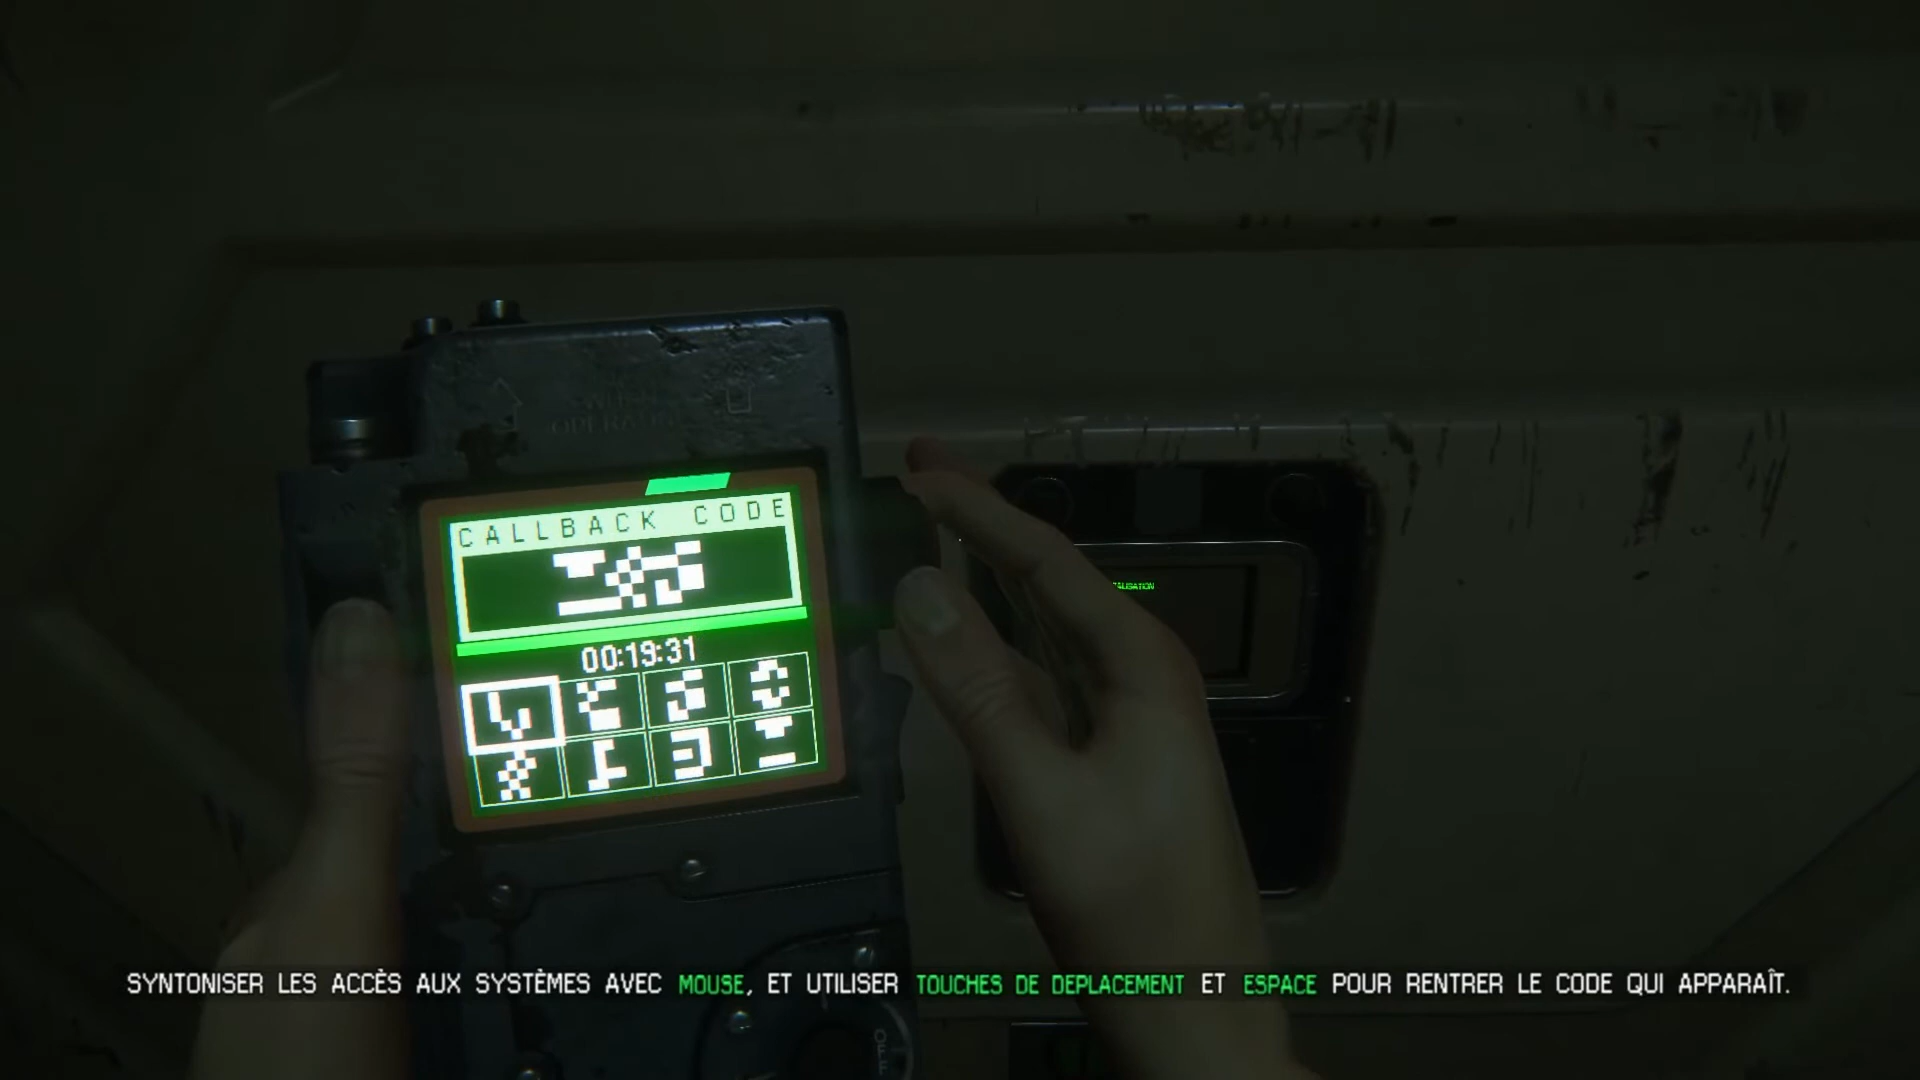 CALLBACK CODE
00:19:31
SYNTONISER LES ACCÈS AUX SYSTÈMES AVEC MOUSE, ET UTILISER TOUCHES DE DEPLACEMENT ET ESPACE POUR RENTRER LE CODE QUI APPARAÎT.